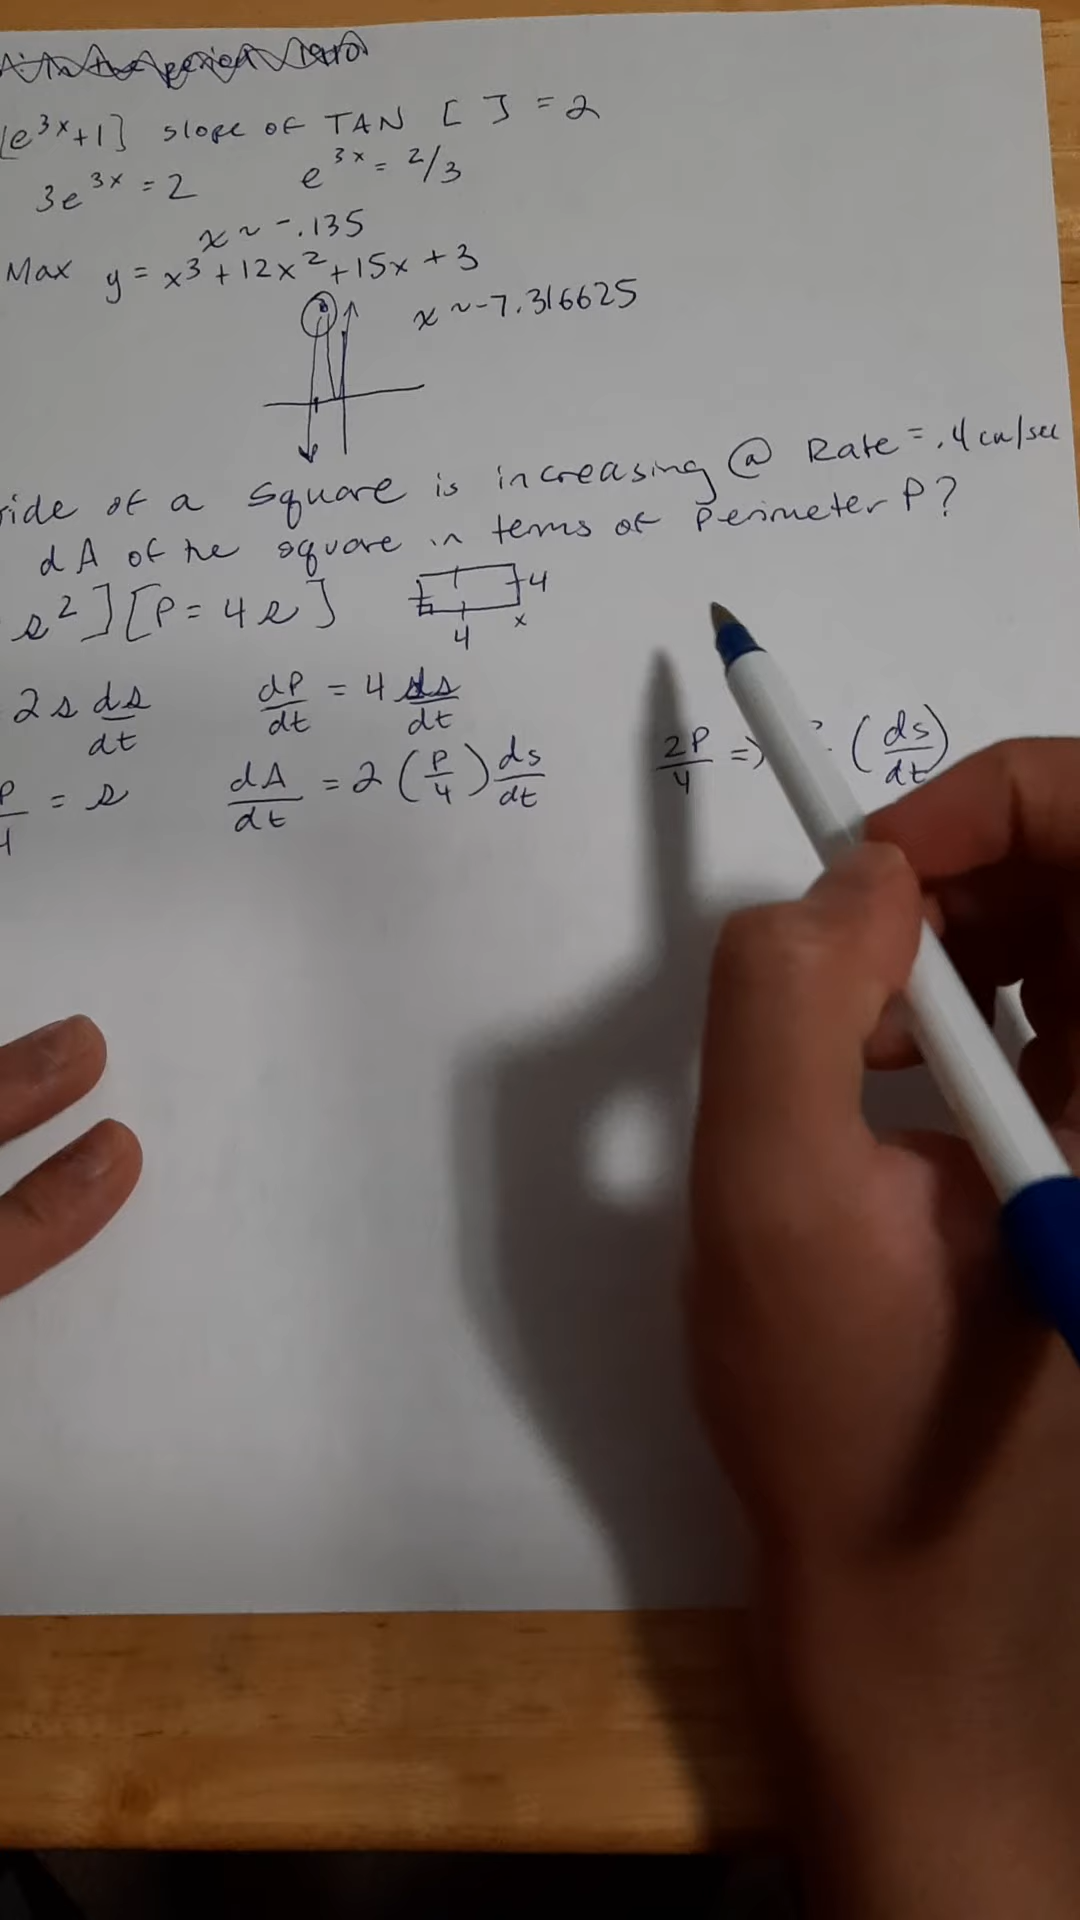 [e^3x+1] slope of TAN [ ] = 2
3e^3x = 2 e^3x = 2/3
x ~ -.135
Max y = x^3 + 12x^2 + 15x + 3
x ~ -7.316625
side of a square is increasing @ Rate = .4 cm/sec
dA of the square in terms of Perimeter P?
s^2] [P = 4s] 4
4 x
2s ds/dt dP/dt = 4 ds/dt
P/4 = s dA/dt = 2 (P/4) ds/dt 2P/4 => (ds/dt)